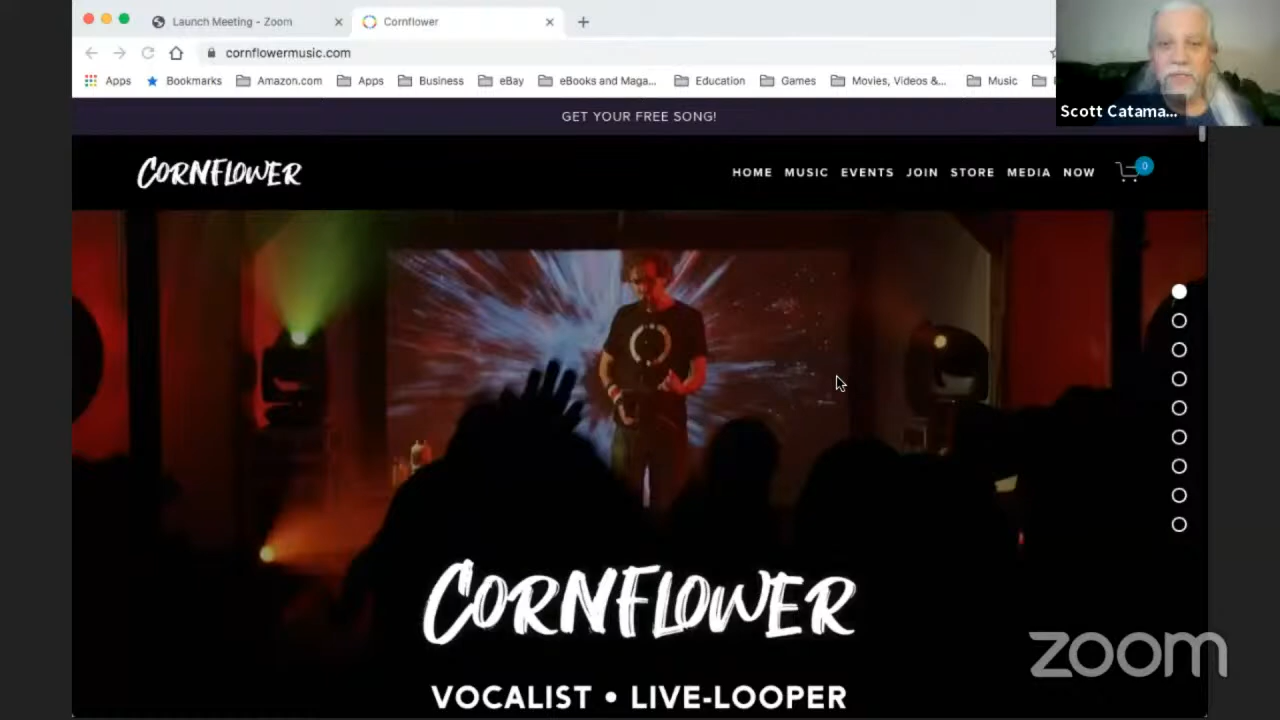 Launch Meeting - Zoom
Cornflower
cornflowermusic.com
Apps Bookmarks Amazon.com Apps Business eBay eBooks and Maga... Education Games Movies, Videos &... Music
Scott Catama...
GET YOUR FREE SONG!
CORNFLOWER
HOME MUSIC EVENTS JOIN STORE MEDIA NOW 0
CORNFLOWER
VOCALIST • LIVE-LOOPER
zoom